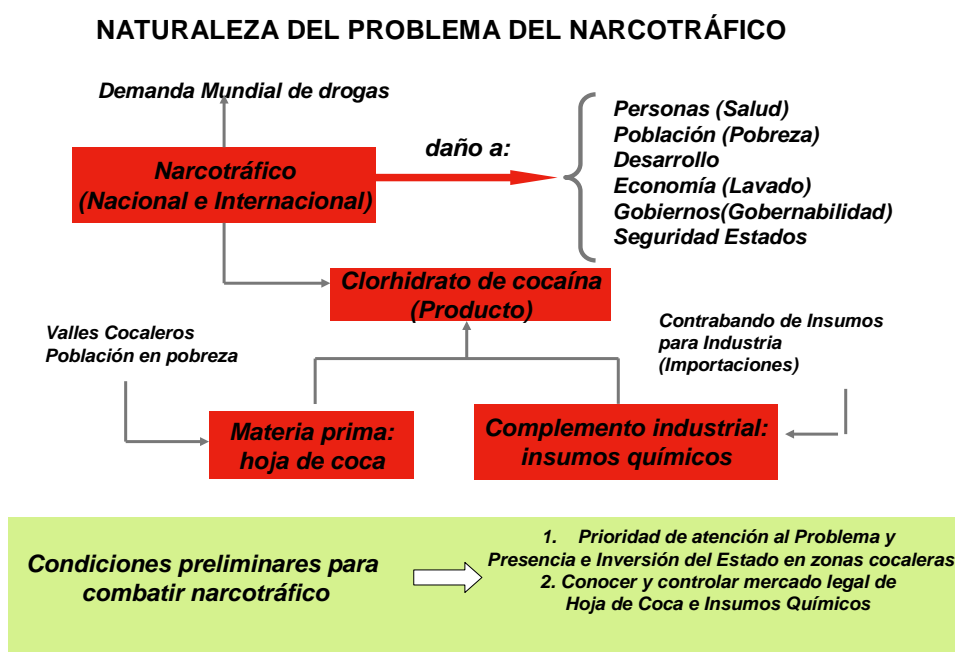 NATURALEZA DEL PROBLEMA DEL NARCOTRÁFICO
Demanda Mundial de drogas
Narcotráfico
(Nacional e Internacional)
daño a:
Personas (Salud)
Población (Pobreza)
Desarrollo
Economía (Lavado)
Gobiernos(Gobernabilidad)
Seguridad Estados
Clorhidrato de cocaína
(Producto)
Valles Cocaleros
Población en pobreza
Contrabando de Insumos
para Industria
(Importaciones)
Materia prima:
hoja de coca
Complemento industrial:
insumos químicos
Condiciones preliminares para
combatir narcotráfico
1. Prioridad de atención al Problema y
Presencia e Inversión del Estado en zonas cocaleras
2. Conocer y controlar mercado legal de
Hoja de Coca e Insumos Químicos